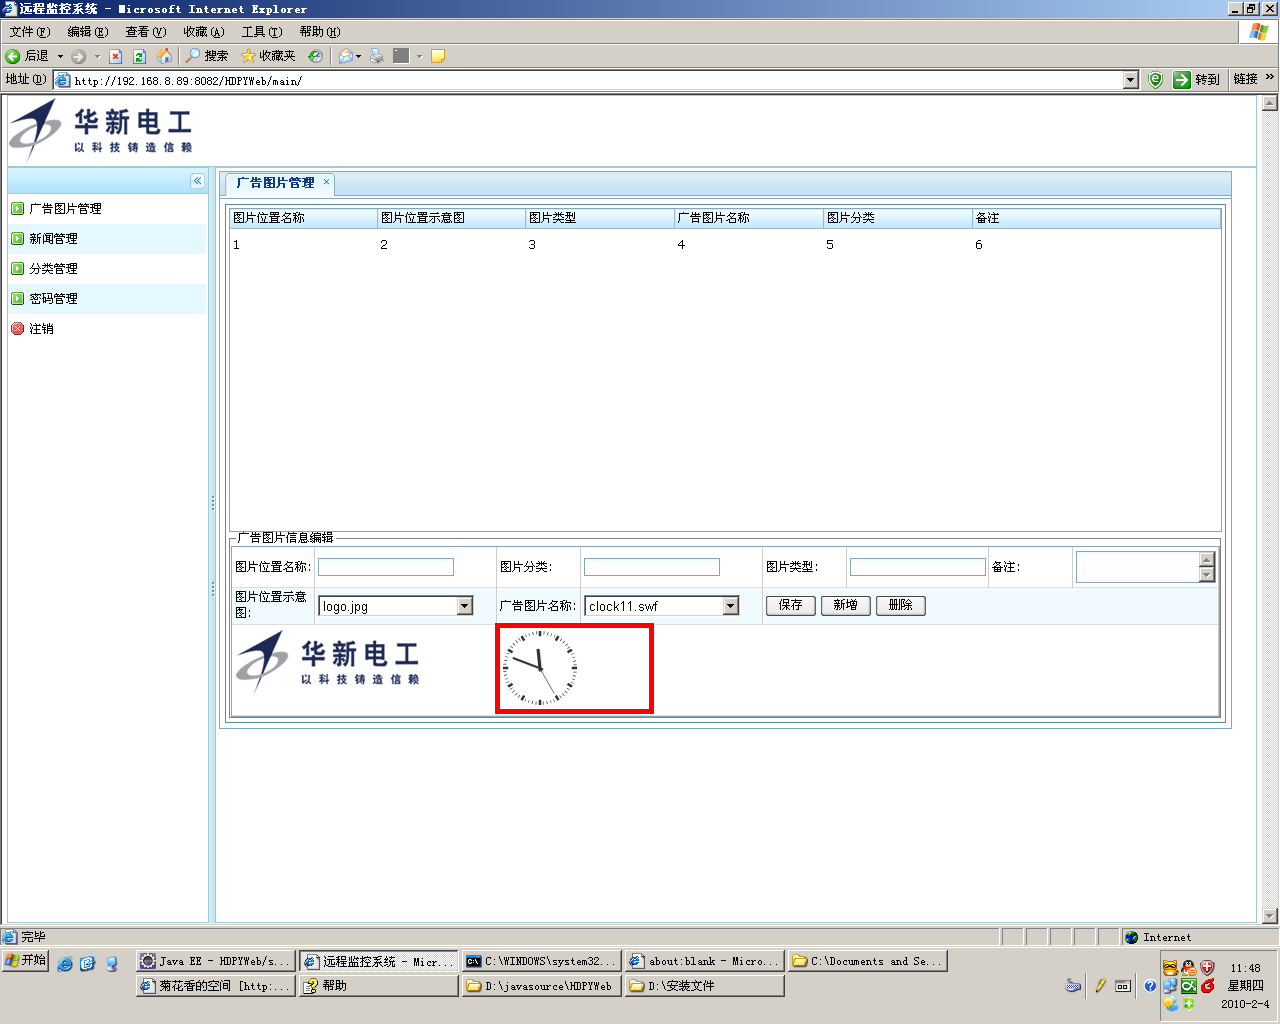 远程监控系统 - Microsoft Internet Explorer
文件(F) 编辑(E) 查看(V) 收藏(A) 工具(T) 帮助(H)
后退 搜索 收藏夹
地址(D) http://192.168.8.89:8082/HDPYWeb/main/ 转到 链接 »
华新电工
以科技铸造信赖
广告图片管理
新闻管理
分类管理
密码管理
注销
广告图片管理
图片位置名称 图片位置示意图 图片类型 广告图片名称 图片分类 备注
1 2 3 4 5 6
广告图片信息编辑
图片位置名称: 图片分类: 图片类型: 备注:
图片位置示意图: logo.jpg 广告图片名称: clock11.swf 保存 新增 删除
华新电工
以科技铸造信赖
完毕 Internet
开始 Java EE - HDPYWeb/s... 远程监控系统 - Micr... C:\WINDOWS\system32... about:blank - Micro... C:\Documents and Se... 11:48
菊花香的空间 [http:... 帮助 D:\javasource\HDPYWeb D:\安装文件 星期四
2010-2-4